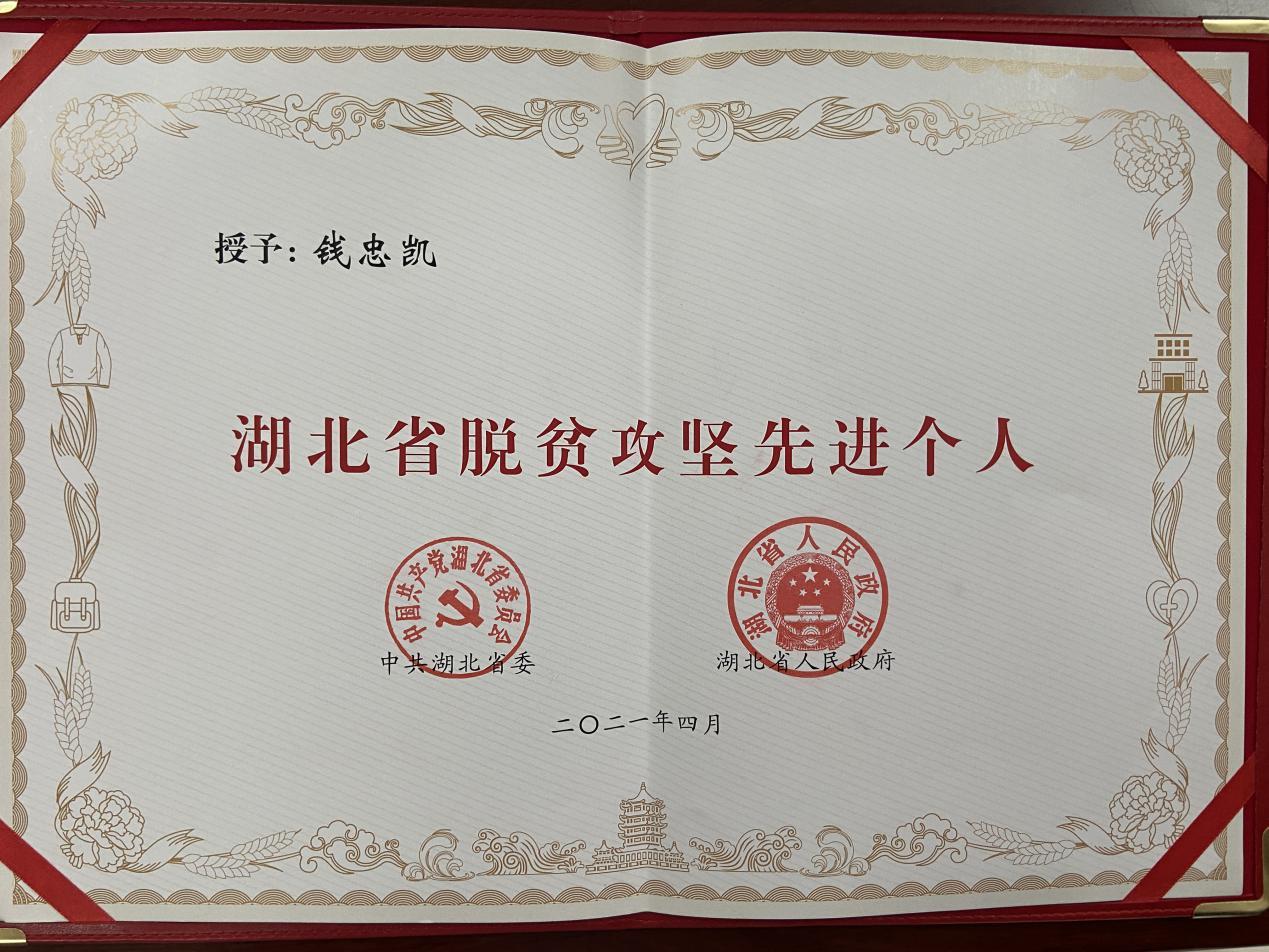 授予：钱忠凯
湖北省脱贫攻坚先进个人
中国共产党湖北省委员会
湖北省人民政府
中共湖北省委
湖北省人民政府
二〇二一年四月